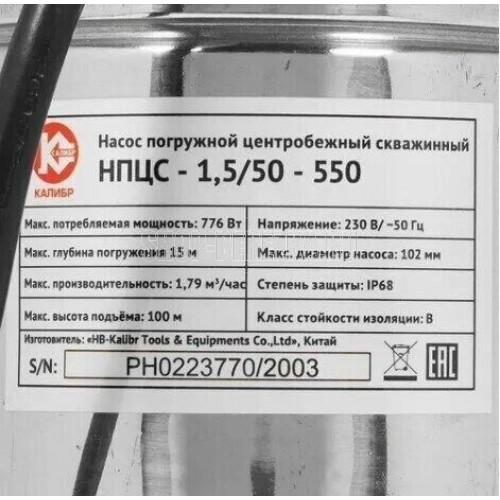 КАЛИБР
КАЛИБР
Насос погружной центробежный скважинный
НПЦС - 1,5/50 - 550
Макс. потребляемая мощность: 776 Вт
Напряжение: 230 В/ ~50 Гц
Макс. глубина погружения 15 м
Макс. диаметр насоса: 102 мм
Макс. производительность: 1,79 м³/час
Степень защиты: IP68
Макс. высота подъёма: 100 м
Класс стойкости изоляции: В
Изготовитель: «HB-Kalibr Tools & Equipments Co.,Ltd», Китай
S/N: PH0223770/2003
EAC